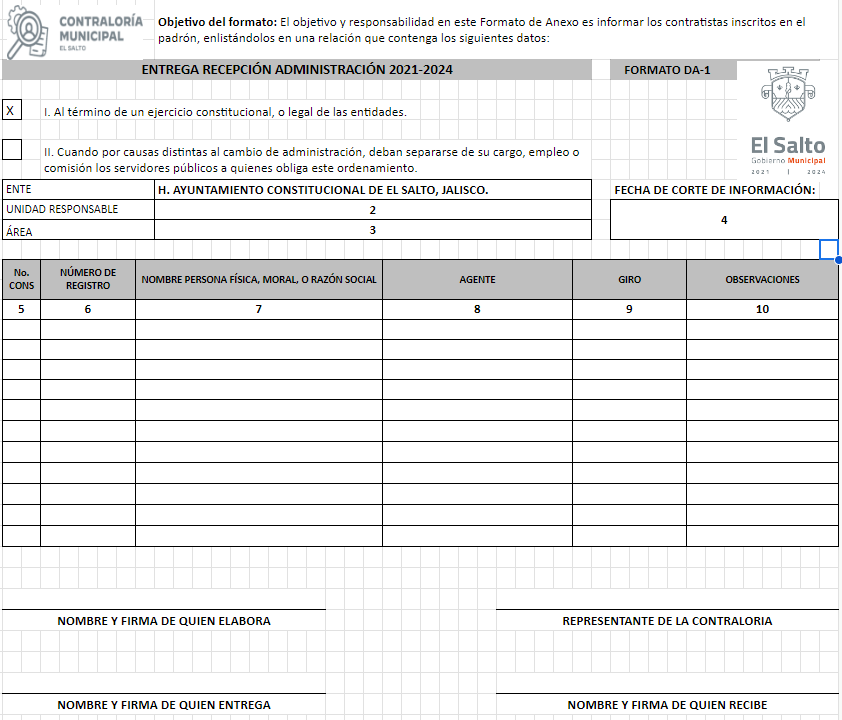 CONTRALORÍA
MUNICIPAL
EL SALTO
Objetivo del formato: El objetivo y responsabilidad en este Formato de Anexo es informar los contratistas inscritos en el
padrón, enlistándolos en una relación que contenga los siguientes datos:
ENTREGA RECEPCIÓN ADMINISTRACIÓN 2021-2024
FORMATO DA-1
X
I. Al término de un ejercicio constitucional, o legal de las entidades.
II. Cuando por causas distintas al cambio de administración, deban separarse de su cargo, empleo o
comisión los servidores públicos a quienes obliga este ordenamiento.
El Salto
Gobierno Municipal
2021 | 2024
ENTE H. AYUNTAMIENTO CONSTITUCIONAL DE EL SALTO, JALISCO.
FECHA DE CORTE DE INFORMACIÓN:
UNIDAD RESPONSABLE 2
4
ÁREA 3
No. CONS NÚMERO DE REGISTRO NOMBRE PERSONA FÍSICA, MORAL, O RAZÓN SOCIAL AGENTE GIRO OBSERVACIONES
5 6 7 8 9 10
NOMBRE Y FIRMA DE QUIEN ELABORA REPRESENTANTE DE LA CONTRALORIA
NOMBRE Y FIRMA DE QUIEN ENTREGA NOMBRE Y FIRMA DE QUIEN RECIBE